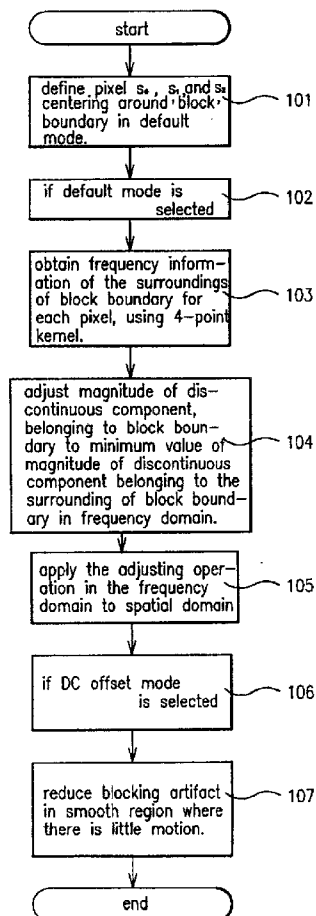 start
define pixel s₀, s₁ and s₂
centering around block
boundary in default
mode.
101
if default mode is
selected
102
obtain frequency inform-
ation of the surroundings
of block boundary for
each pixel, using 4-point
kernel.
103
adjust magnitude of dis-
continuous component,
belonging to block boun-
dary to minimum value of
magnitude of discontinuous
component belonging to the
surrounding of block bound-
ary in frequency domain.
104
apply the adjusting oper-
ation in the frequency
domain to spatial domain
105
if DC offset mode
is selected
106
reduce blocking artifact
in smooth region where
there is little motion.
107
end